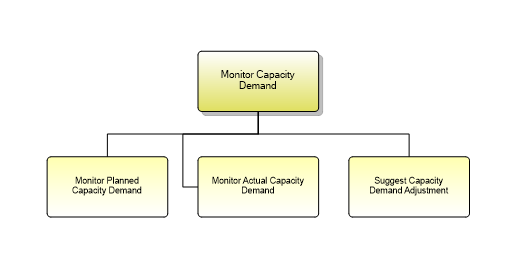 Monitor Capacity
Demand
Monitor Planned
Capacity Demand
Monitor Actual Capacity
Demand
Suggest Capacity
Demand Adjustment